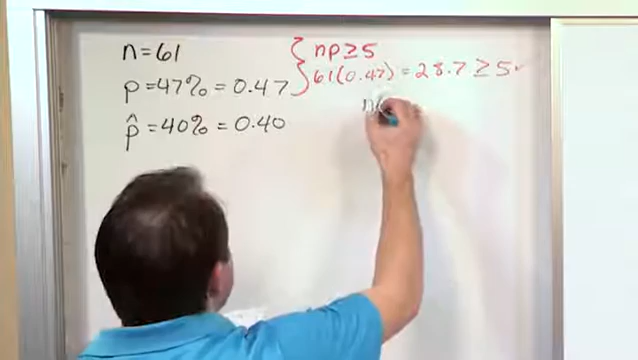 n=61
p=47%=0.47
p̂=40%=0.40
np≥5
61(0.47)=28.7≥5✓
n(